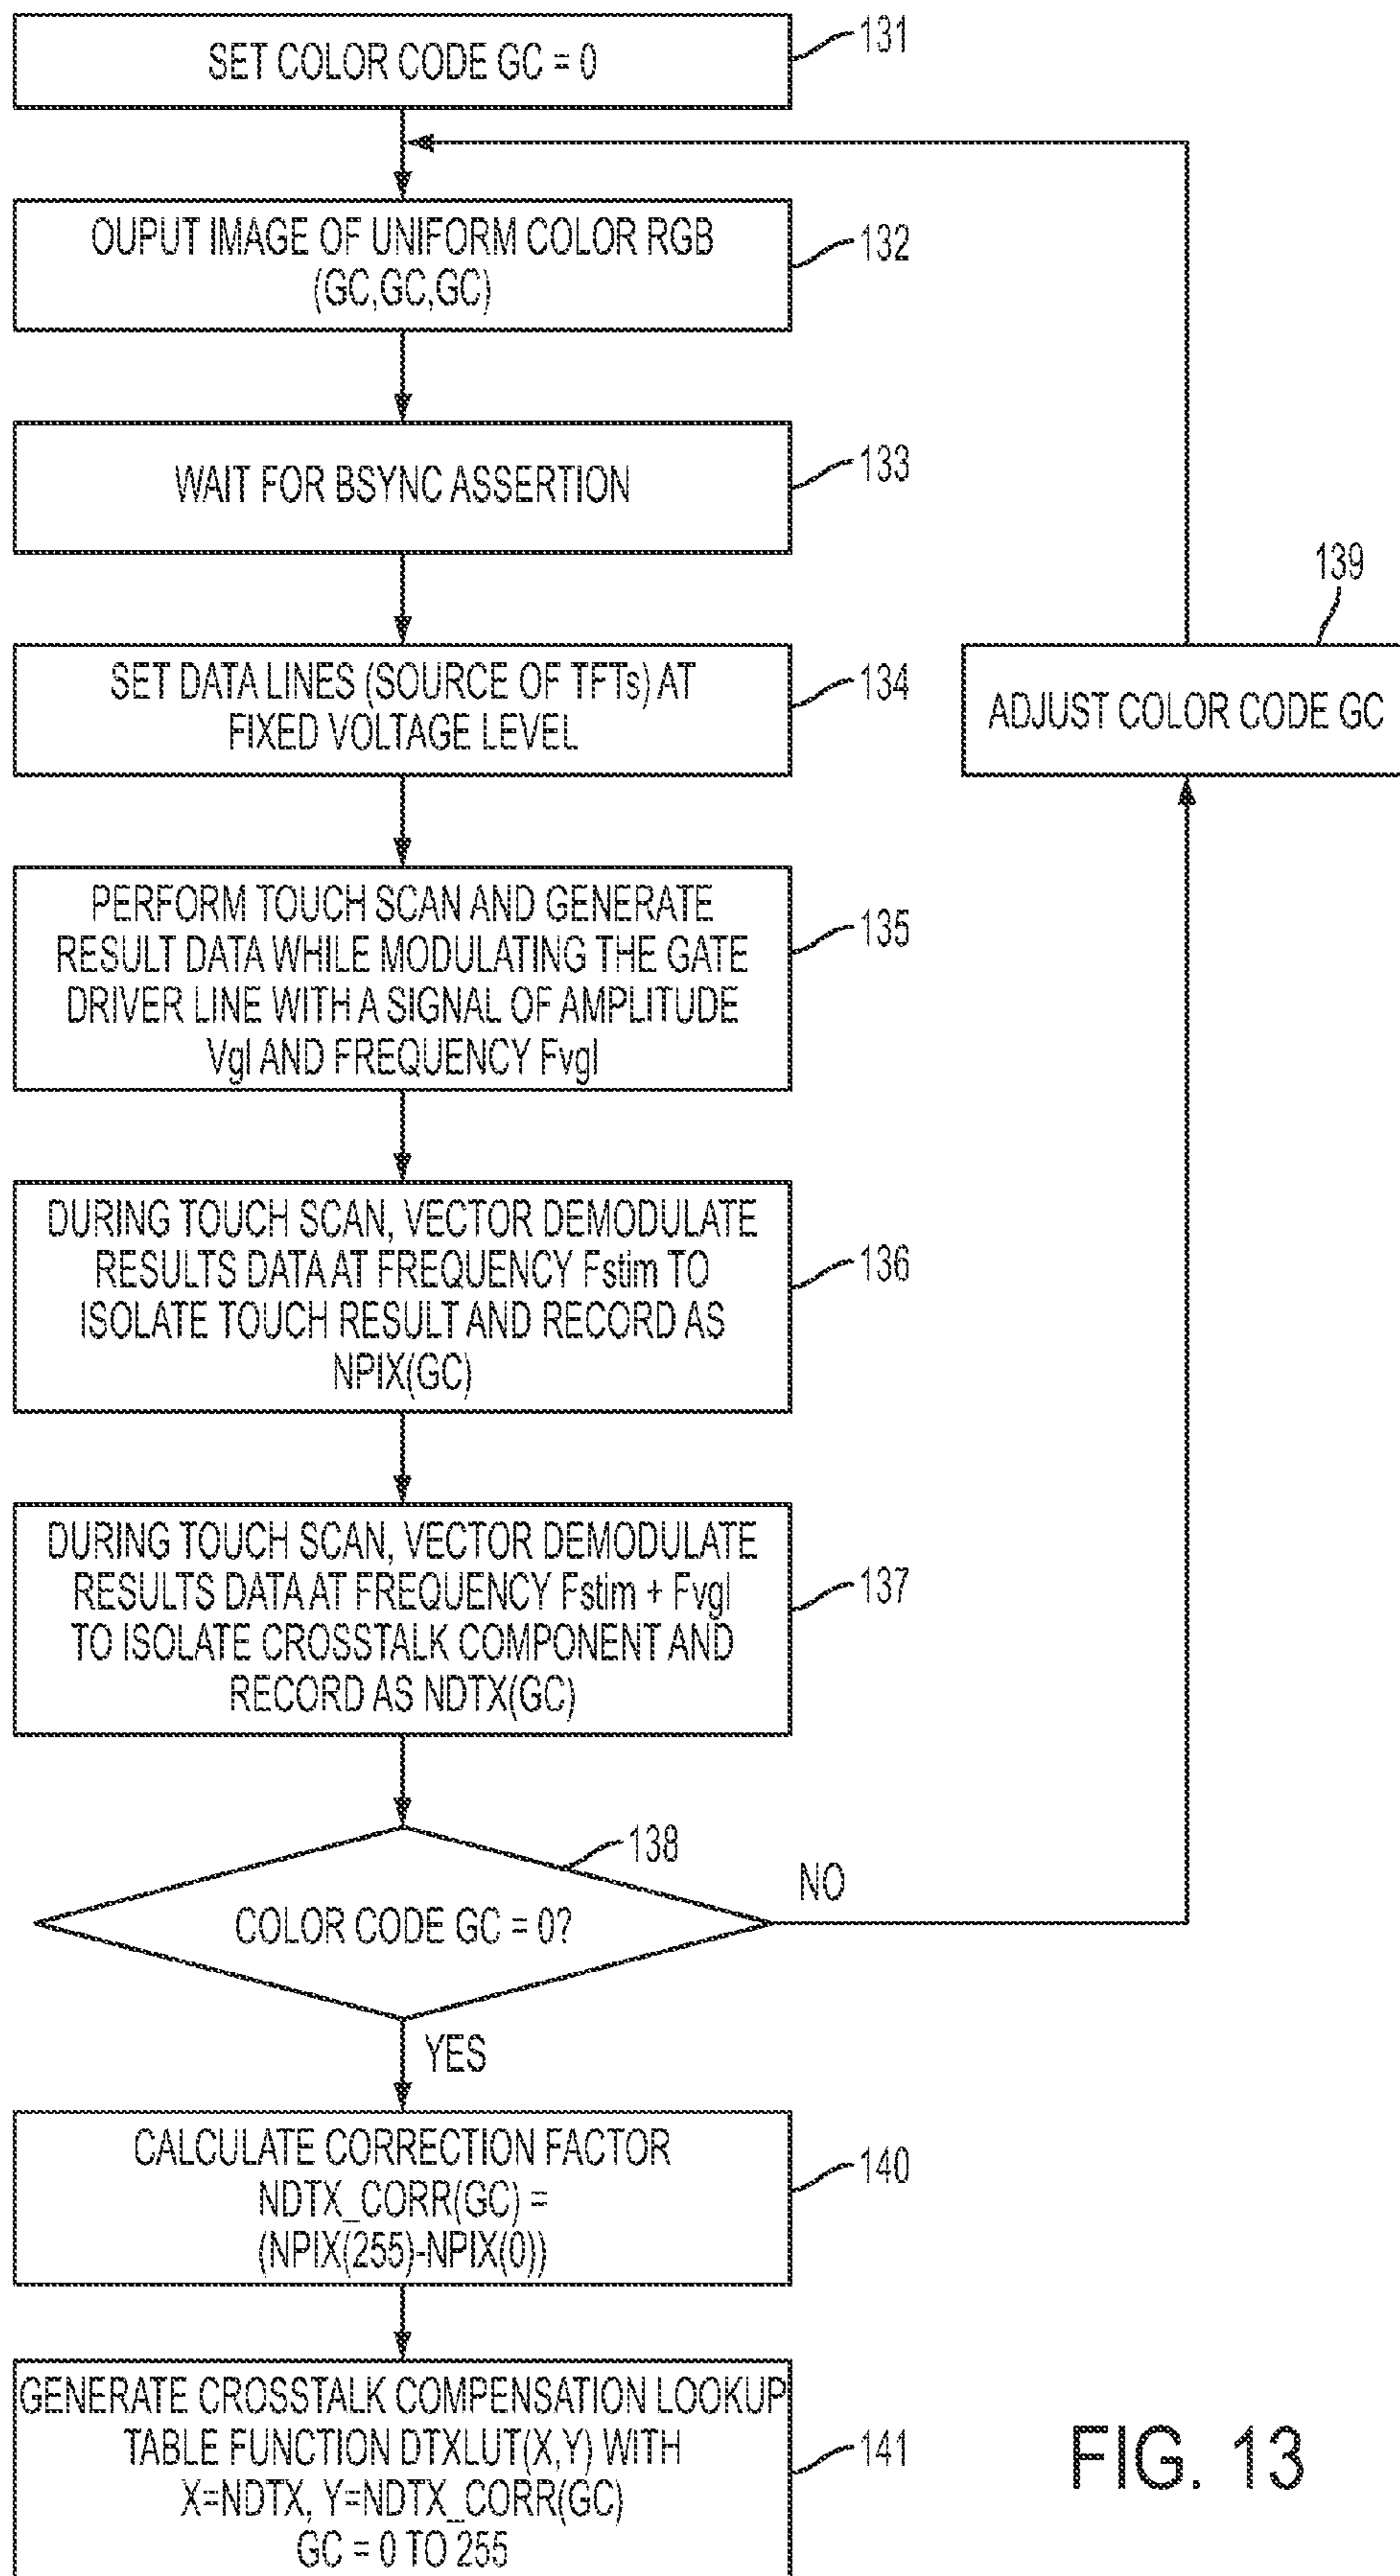 SET COLOR CODE GC = 0
131
OUPUT IMAGE OF UNIFORM COLOR RGB
(GC,GC,GC)
132
WAIT FOR BSYNC ASSERTION
133
SET DATA LINES (SOURCE OF TFTs) AT
FIXED VOLTAGE LEVEL
134
139
ADJUST COLOR CODE GC
PERFORM TOUCH SCAN AND GENERATE
RESULT DATA WHILE MODULATING THE GATE
DRIVER LINE WITH A SIGNAL OF AMPLITUDE
Vgl AND FREQUENCY Fvgl
135
DURING TOUCH SCAN, VECTOR DEMODULATE
RESULTS DATA AT FREQUENCY Fstim TO
ISOLATE TOUCH RESULT AND RECORD AS
NPIX(GC)
136
DURING TOUCH SCAN, VECTOR DEMODULATE
RESULTS DATA AT FREQUENCY Fstim + Fvgl
TO ISOLATE CROSSTALK COMPONENT AND
RECORD AS NDTX(GC)
137
138
COLOR CODE GC = 0?
NO
YES
CALCULATE CORRECTION FACTOR
NDTX_CORR(GC) =
(NPIX(255)-NPIX(0))
140
GENERATE CROSSTALK COMPENSATION LOOKUP
TABLE FUNCTION DTXLUT(X,Y) WITH
X=NDTX, Y=NDTX_CORR(GC)
GC = 0 TO 255
141
FIG. 13